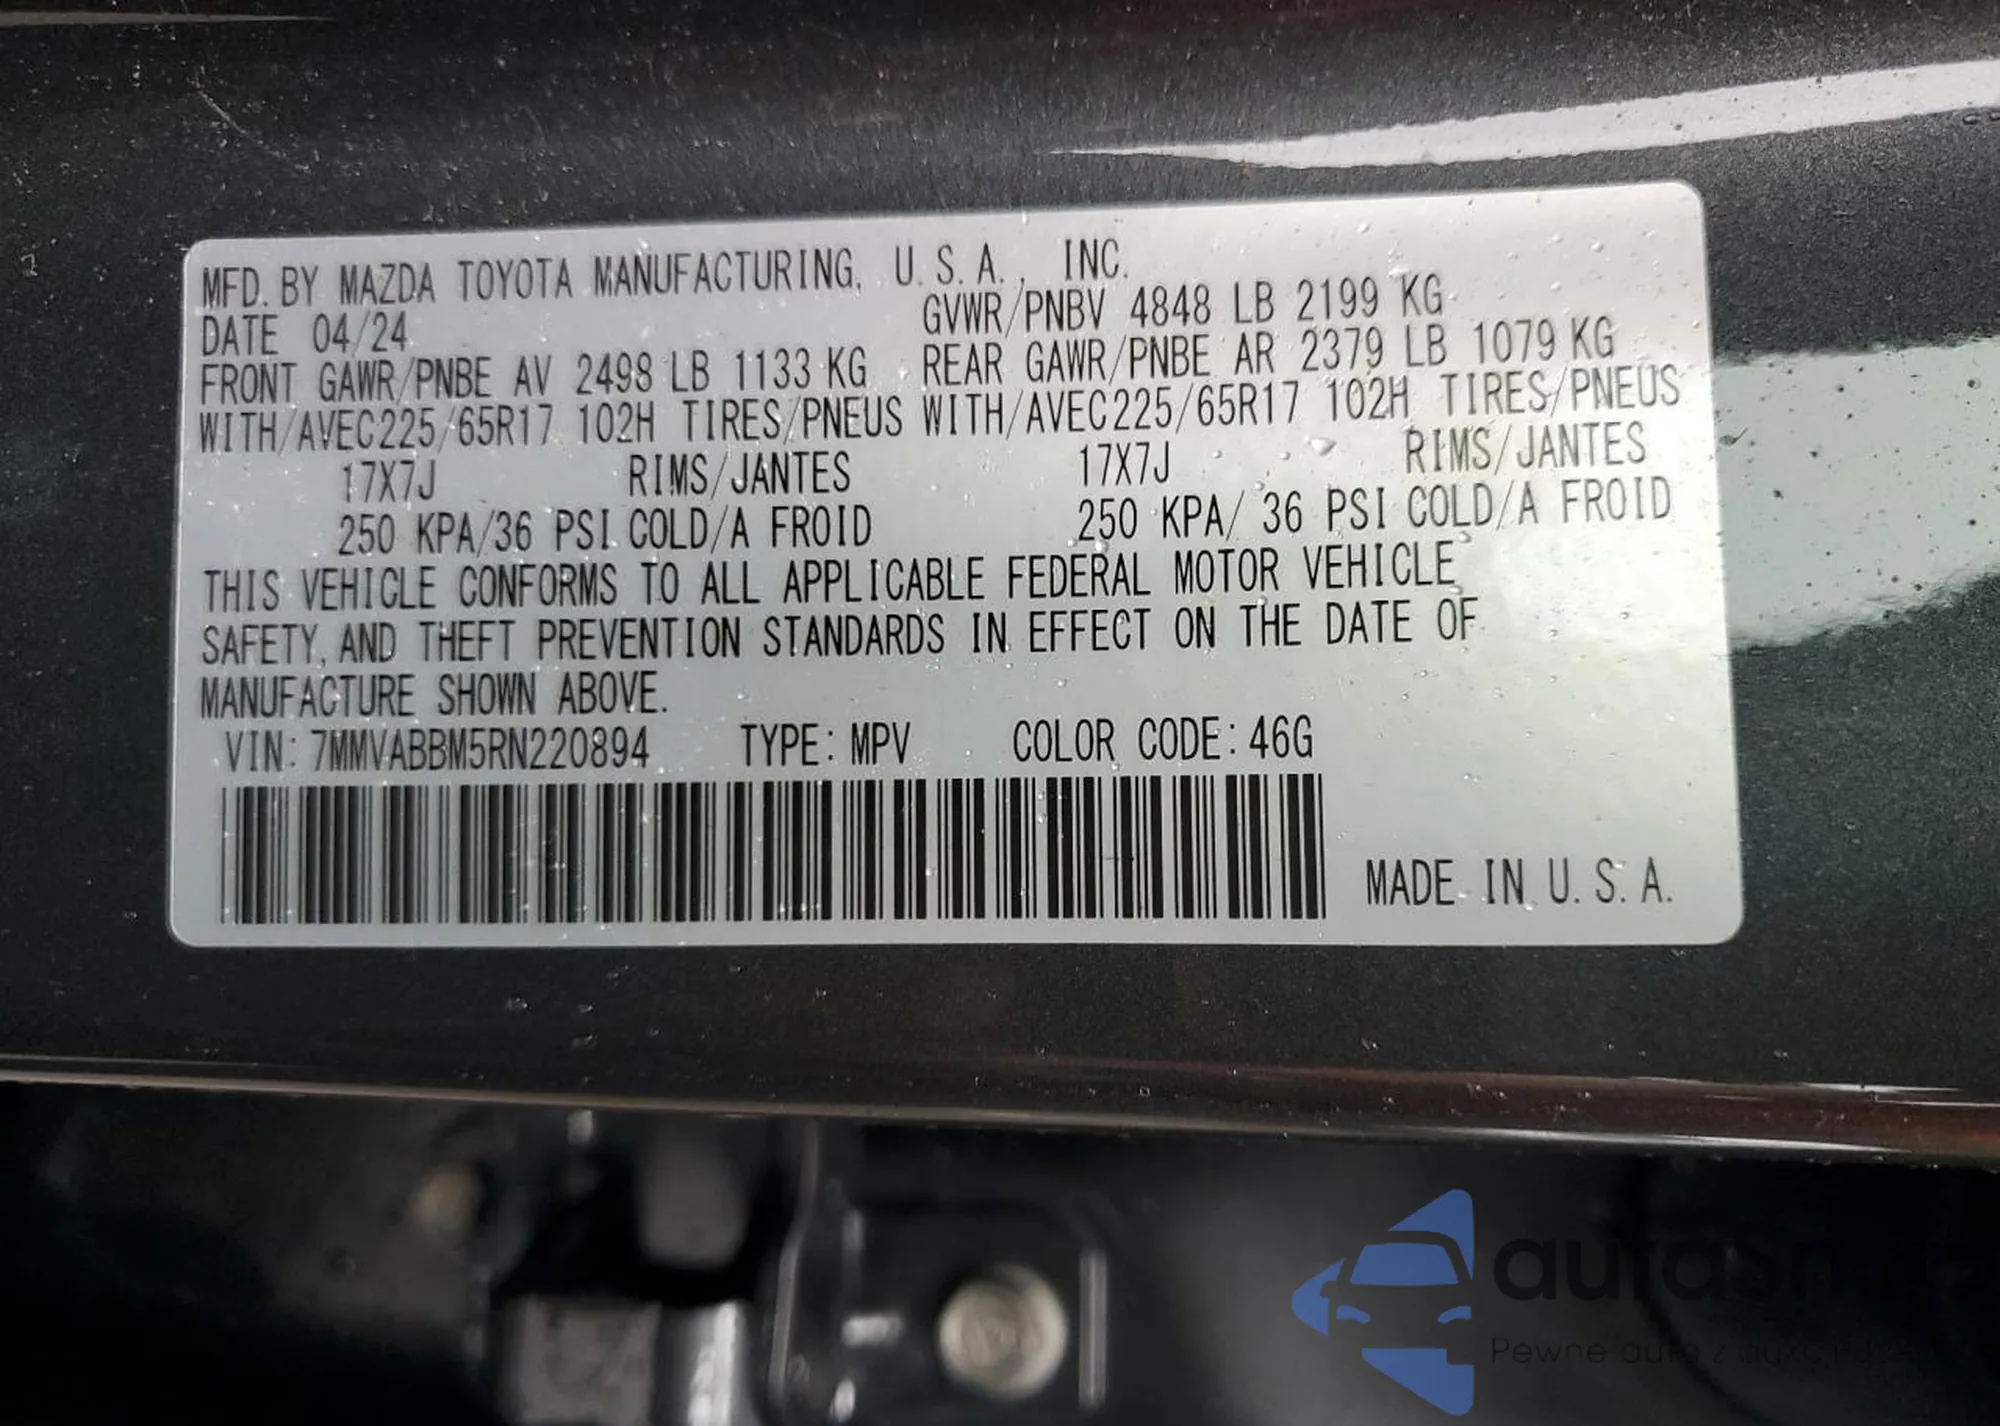 MFD. BY MAZDA TOYOTA MANUFACTURING, U.S.A., INC.
DATE 04/24 GVWR/PNBV 4848 LB 2199 KG
FRONT GAWR/PNBE AV 2498 LB 1133 KG REAR GAWR/PNBE AR 2379 LB 1079 KG
WITH/AVEC225/65R17 102H TIRES/PNEUS WITH/AVEC225/65R17 102H TIRES/PNEUS
17X7J RIMS/JANTES 17X7J RIMS/JANTES
250 KPA/36 PSI COLD/A FROID 250 KPA/ 36 PSI COLD/A FROID
THIS VEHICLE CONFORMS TO ALL APPLICABLE FEDERAL MOTOR VEHICLE
SAFETY, AND THEFT PREVENTION STANDARDS IN EFFECT ON THE DATE OF
MANUFACTURE SHOWN ABOVE.
VIN: 7MMVABBM5RN220894 TYPE: MPV COLOR CODE: 46G
MADE IN U.S.A.
Pewne auta z